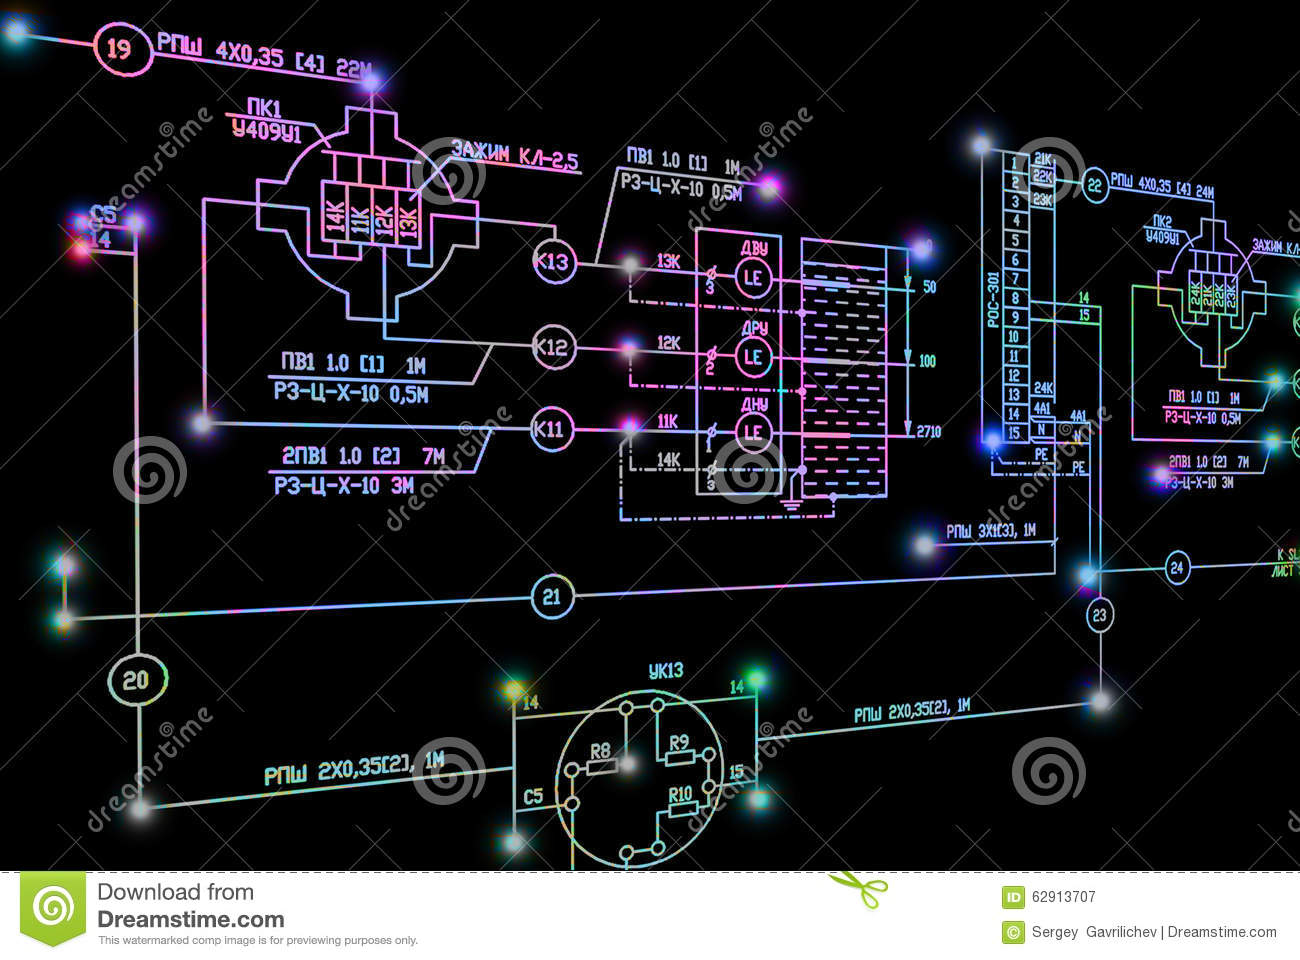 19
РПШ 4X0,35 [4] 22М
ПК1
У409У1
ЗАЖИМ КЛ-2,5
14К 11К 12К 13К
С5
14
ПВ1 1.0 [1] 1М
РЗ-Ц-Х-10 0,5М
К13
13К
3
ДВУ
LE
0
50
К12
12К
2
ДРУ
LE
100
ПВ1 1.0 [1] 1М
РЗ-Ц-Х-10 0,5М
К11
11К
1
ДНУ
LE
2710
14К
3
2ПВ1 1.0 [2] 7М
РЗ-Ц-Х-10 3М
РОС-301
1 21К
2 22К
3 23К
4
5
6
7
8 14
9 15
10
11
12
13 24К
14 4А1 4А1
15 N N
PE
PE
22
РПШ 4X0,35 [4] 24М
ПК2
У409У1
ЗАЖИМ
24К 21К 22К 23К
ПВ1 1.0 [1] 1М
РЗ-Ц-Х-10 0,5М
2ПВ1 1.0 [2] 7М
РЗ-Ц-Х-10 3М
РПШ 3X1[3], 1М
21
24
К
ЛИСТ
23
20
РПШ 2X0,35[2], 1М
УК13
14
14
R8
R9
R10
15
С5
РПШ 2X0,35[2], 1М
dreamstime
Download from
Dreamstime.com
This watermarked comp image is for previewing purposes only.
ID 62913707
© Sergey Gavrilichev | Dreamstime.com